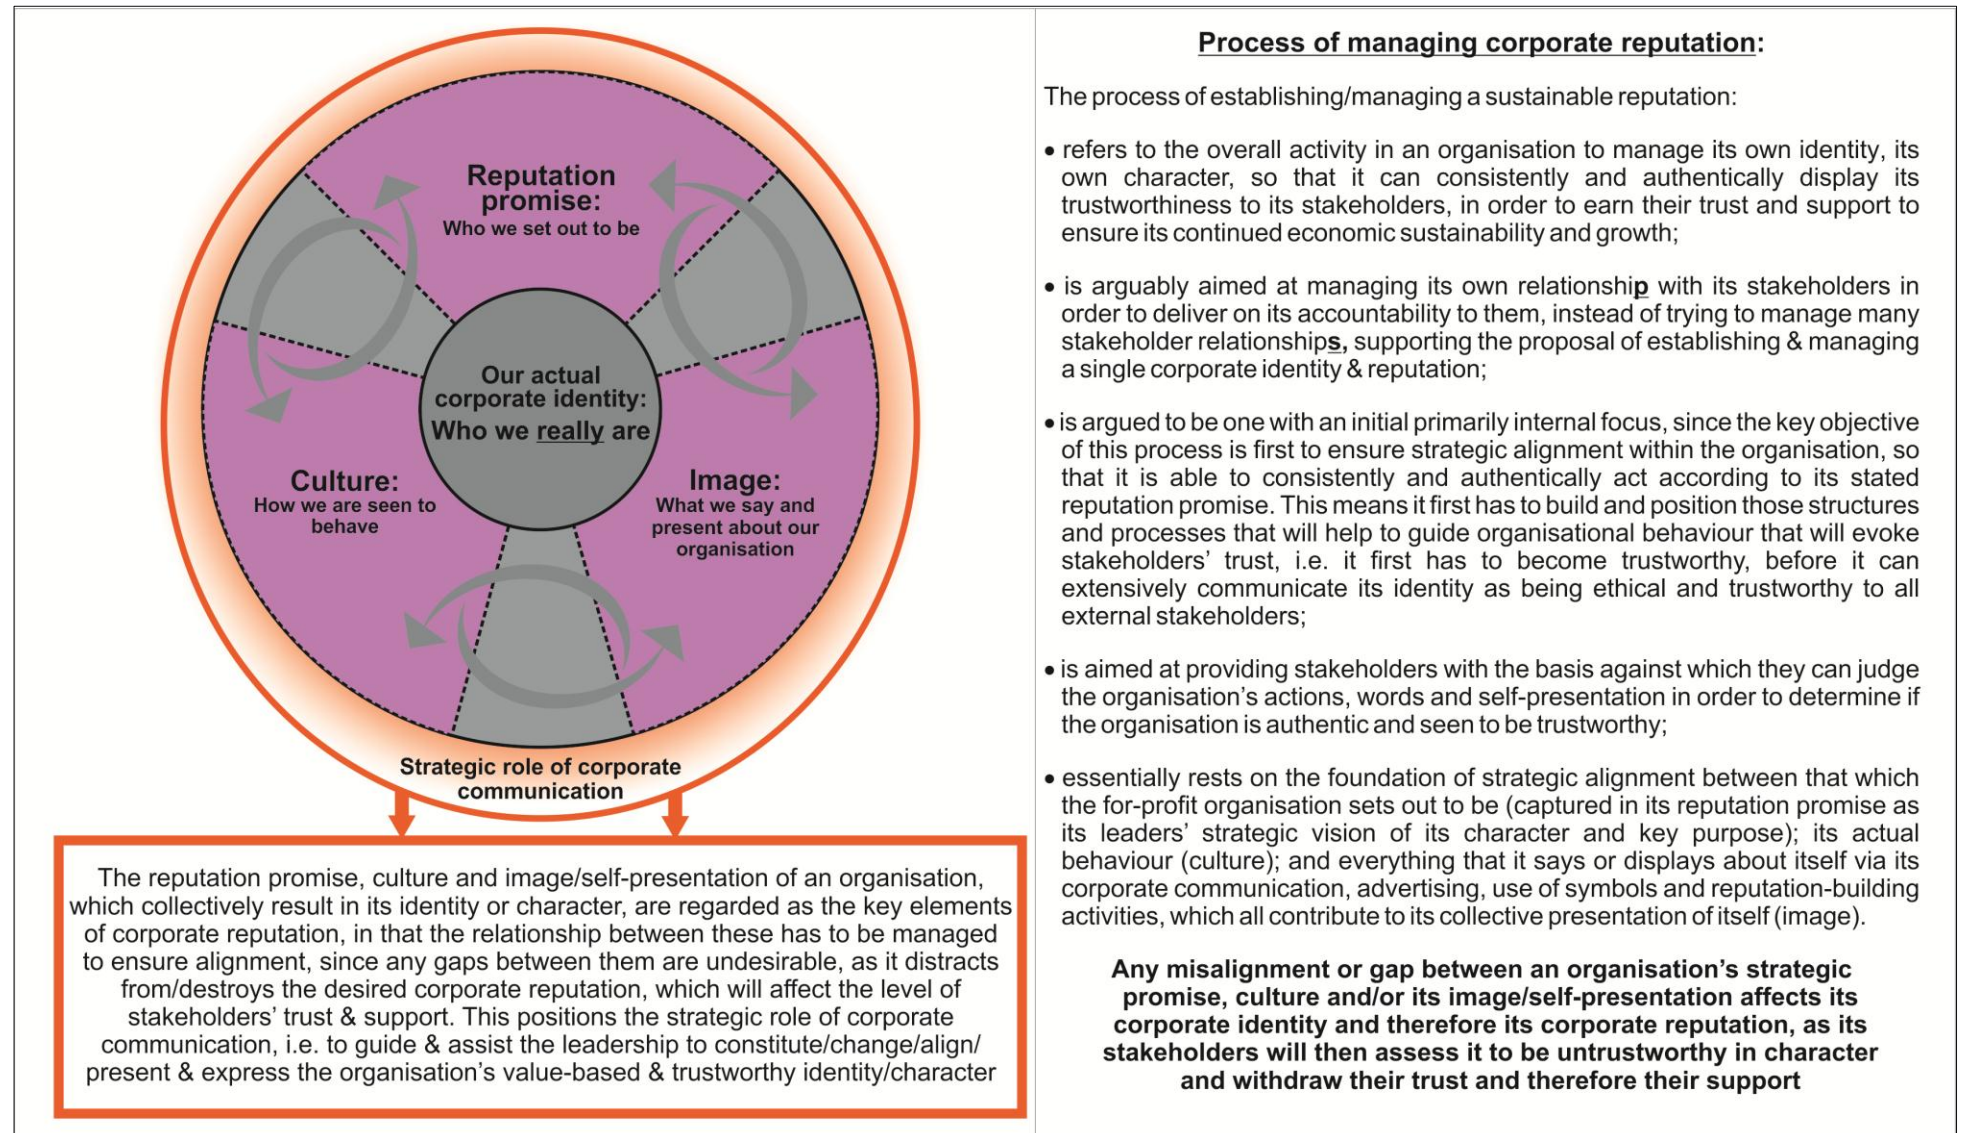 Reputation
promise:
Who we set out to be
Our actual
corporate identity:
Who we really are
Culture:
How we are seen to
behave
Image:
What we say and
present about our
organisation
Strategic role of corporate
communication
The reputation promise, culture and image/self-presentation of an organisation,
which collectively result in its identity or character, are regarded as the key elements
of corporate reputation, in that the relationship between these has to be managed
to ensure alignment, since any gaps between them are undesirable, as it distracts
from/destroys the desired corporate reputation, which will affect the level of
stakeholders’ trust & support. This positions the strategic role of corporate
communication, i.e. to guide & assist the leadership to constitute/change/align/
present & express the organisation’s value-based & trustworthy identity/character
Process of managing corporate reputation:
The process of establishing/managing a sustainable reputation:
• refers to the overall activity in an organisation to manage its own identity, its
own character, so that it can consistently and authentically display its
trustworthiness to its stakeholders, in order to earn their trust and support to
ensure its continued economic sustainability and growth;
• is arguably aimed at managing its own relationship with its stakeholders in
order to deliver on its accountability to them, instead of trying to manage many
stakeholder relationships, supporting the proposal of establishing & managing
a single corporate identity & reputation;
• is argued to be one with an initial primarily internal focus, since the key objective
of this process is first to ensure strategic alignment within the organisation, so
that it is able to consistently and authentically act according to its stated
reputation promise. This means it first has to build and position those structures
and processes that will help to guide organisational behaviour that will evoke
stakeholders’ trust, i.e. it first has to become trustworthy, before it can
extensively communicate its identity as being ethical and trustworthy to all
external stakeholders;
• is aimed at providing stakeholders with the basis against which they can judge
the organisation’s actions, words and self-presentation in order to determine if
the organisation is authentic and seen to be trustworthy;
• essentially rests on the foundation of strategic alignment between that which
the for-profit organisation sets out to be (captured in its reputation promise as
its leaders’ strategic vision of its character and key purpose); its actual
behaviour (culture); and everything that it says or displays about itself via its
corporate communication, advertising, use of symbols and reputation-building
activities, which all contribute to its collective presentation of itself (image).
Any misalignment or gap between an organisation’s strategic
promise, culture and/or its image/self-presentation affects its
corporate identity and therefore its corporate reputation, as its
stakeholders will then assess it to be untrustworthy in character
and withdraw their trust and therefore their support